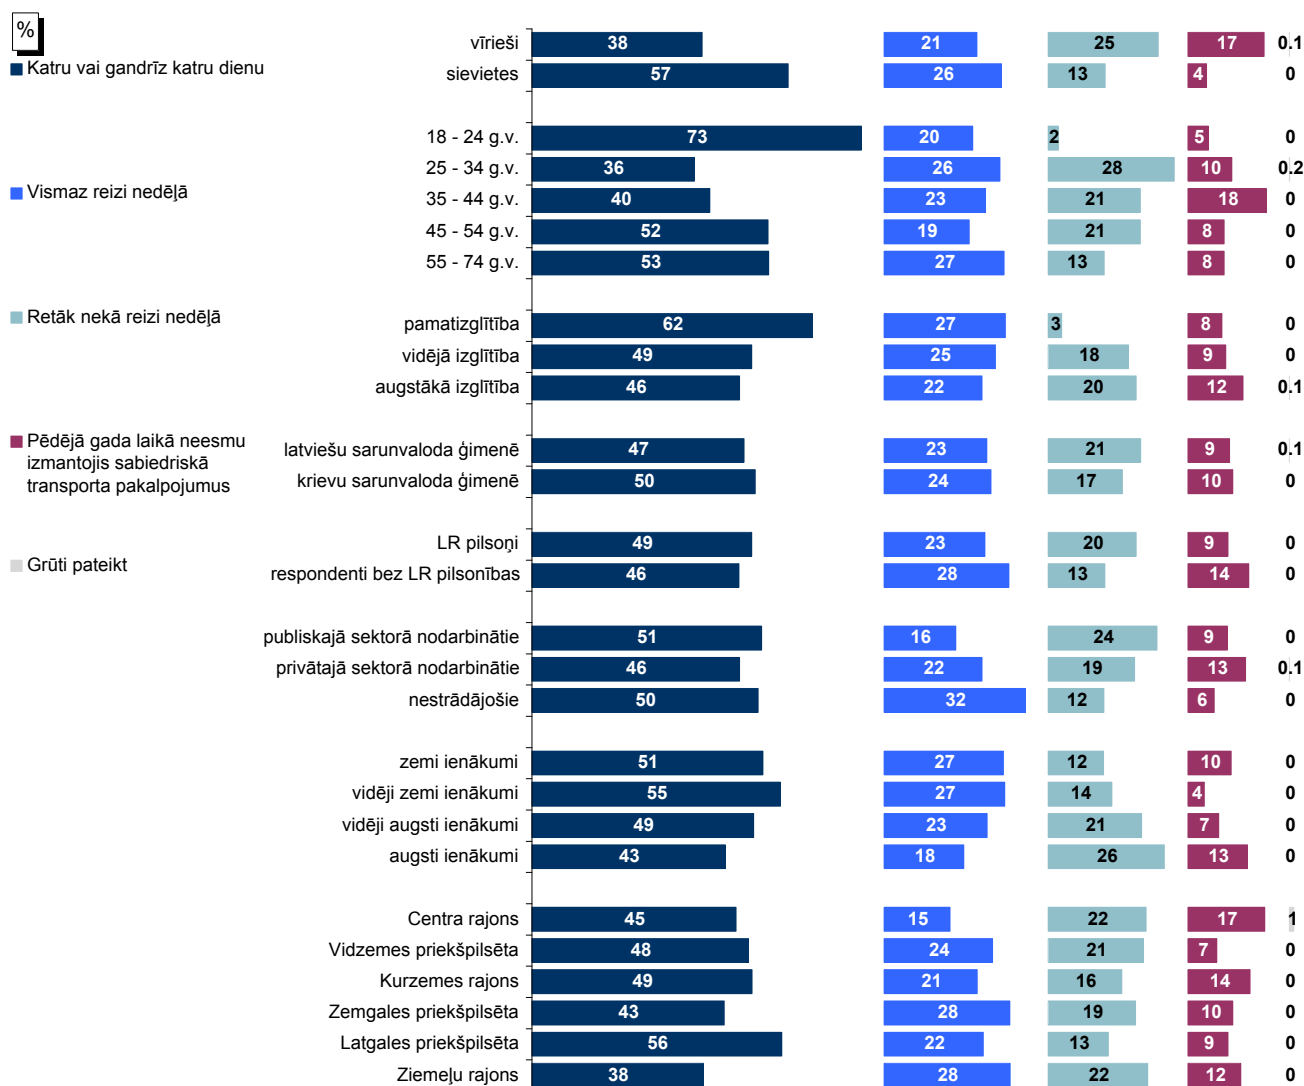 %
Katru vai gandrīz katru dienu
Vismaz reizi nedēļā
Retāk nekā reizi nedēļā
Pēdējā gada laikā neesmu
izmantojis sabiedriskā
transporta pakalpojumus
Grūti pateikt
vīrieši 38 21 25 17 0.1
sievietes 57 26 13 4 0
18 - 24 g.v. 73 20 2 5 0
25 - 34 g.v. 36 26 28 10 0.2
35 - 44 g.v. 40 23 21 18 0
45 - 54 g.v. 52 19 21 8 0
55 - 74 g.v. 53 27 13 8 0
pamatizglītība 62 27 3 8 0
vidējā izglītība 49 25 18 9 0
augstākā izglītība 46 22 20 12 0.1
latviešu sarunvaloda ģimenē 47 23 21 9 0.1
krievu sarunvaloda ģimenē 50 24 17 10 0
LR pilsoņi 49 23 20 9 0
respondenti bez LR pilsonības 46 28 13 14 0
publiskajā sektorā nodarbinātie 51 16 24 9 0
privātajā sektorā nodarbinātie 46 22 19 13 0.1
nestrādājošie 50 32 12 6 0
zemi ienākumi 51 27 12 10 0
vidēji zemi ienākumi 55 27 14 4 0
vidēji augsti ienākumi 49 23 21 7 0
augsti ienākumi 43 18 26 13 0
Centra rajons 45 15 22 17 1
Vidzemes priekšpilsēta 48 24 21 7 0
Kurzemes rajons 49 21 16 14 0
Zemgales priekšpilsēta 43 28 19 10 0
Latgales priekšpilsēta 56 22 13 9 0
Ziemeļu rajons 38 28 22 12 0